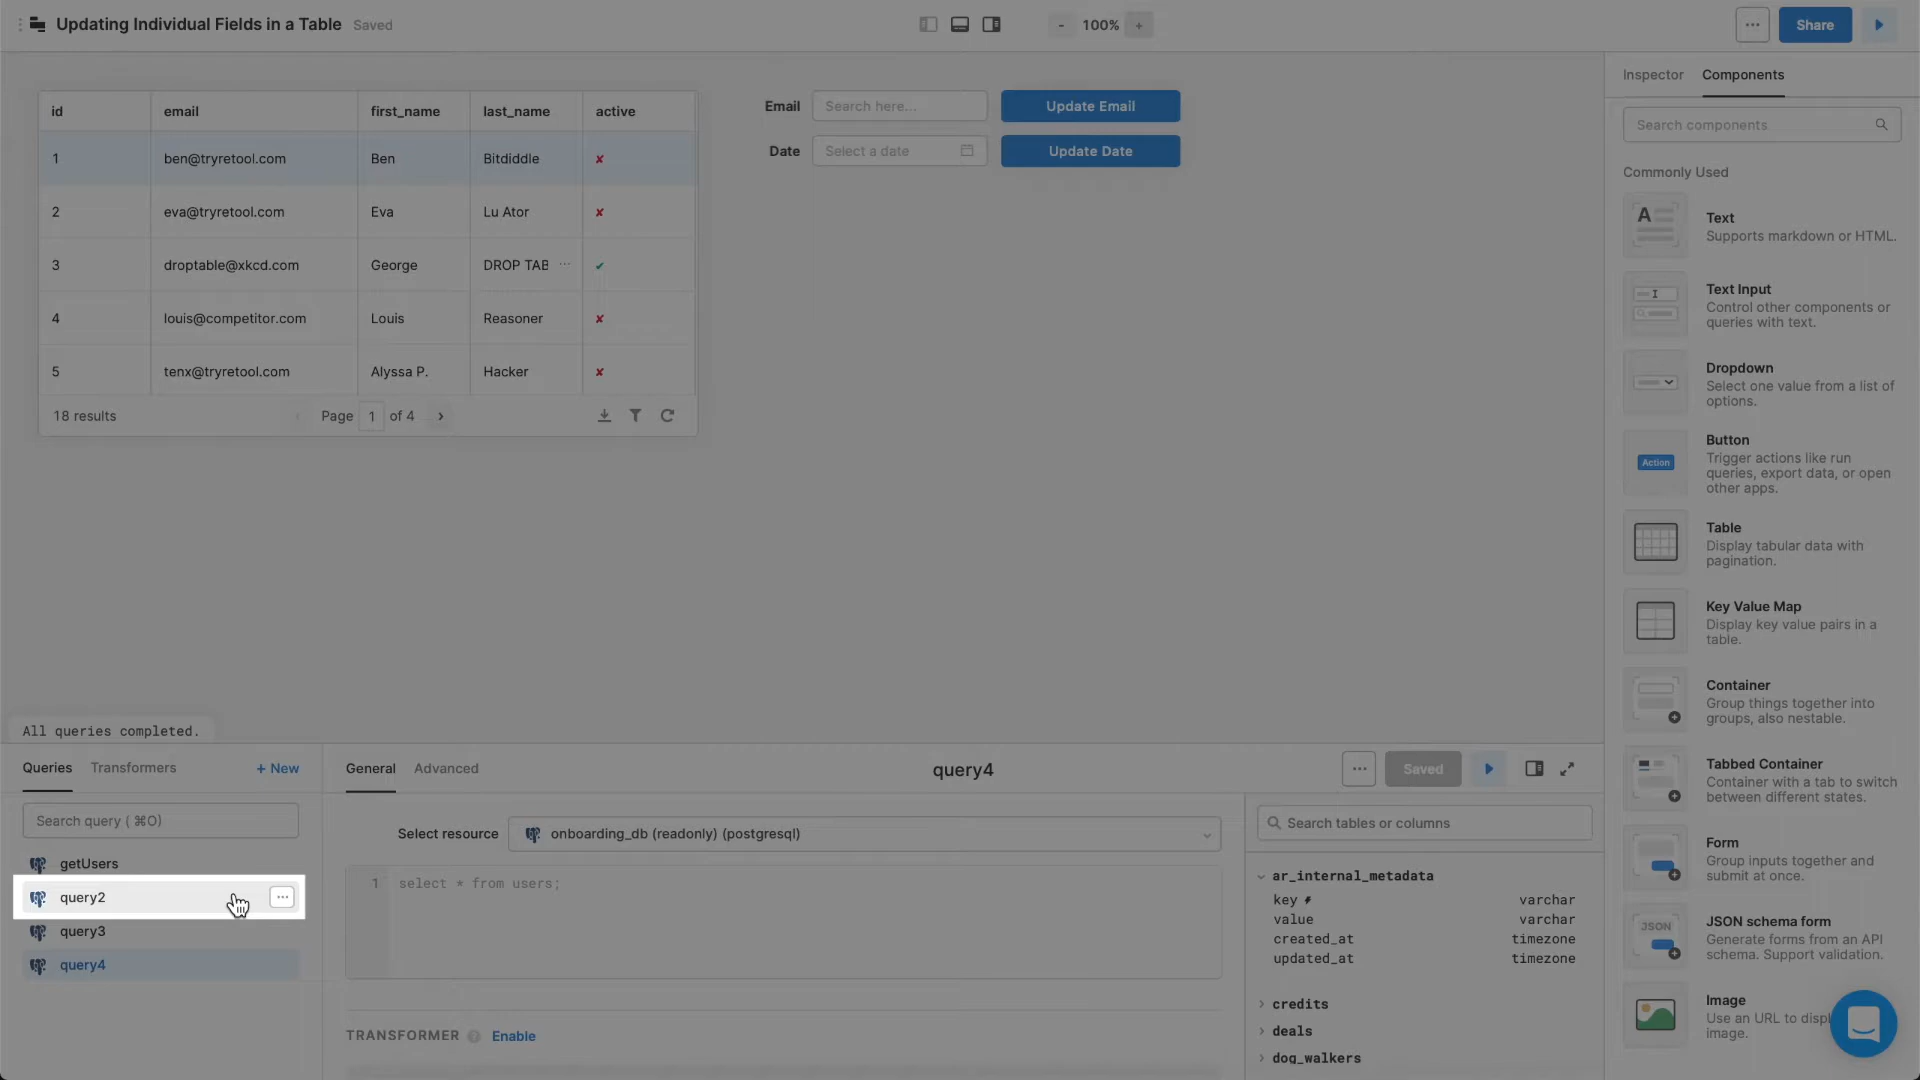 Updating Individual Fields in a Table Saved
- 100% +
Share
id email first_name last_name active
1 ben@tryretool.com Ben Bitdiddle ✘
2 eva@tryretool.com Eva Lu Ator ✘
3 droptable@xkcd.com George DROP TAB ... ✔
4 louis@competitor.com Louis Reasoner ✘
5 tenx@tryretool.com Alyssa P. Hacker ✘
18 results Page 1 of 4
Email Search here... Update Email
Date Select a date Update Date
Inspector Components
Search components
Commonly Used
Text
Supports markdown or HTML.
Text Input
Control other components or
queries with text.
Dropdown
Select one value from a list of
options.
Button
Action
Trigger actions like run
queries, export data, or open
other apps.
Table
Display tabular data with
pagination.
Key Value Map
Display key value pairs in a
table.
Container
Group things together into
groups, also nestable.
Tabbed Container
Container with a tab to switch
between different states.
Form
Group inputs together and
submit at once.
JSON schema form
JSON
Generate forms from an API
schema. Support validation.
Image
Use an URL to displ
image.
All queries completed.
Queries Transformers + New
Search query ( ⌘O)
getUsers
query2
query3
query4
General Advanced query4 Saved
Select resource onboarding_db (readonly) (postgresql)
1 select * from users;
TRANSFORMER ? Enable
Search tables or columns
ar_internal_metadata
key varchar
value varchar
created_at timezone
updated_at timezone
credits
deals
dog_walkers